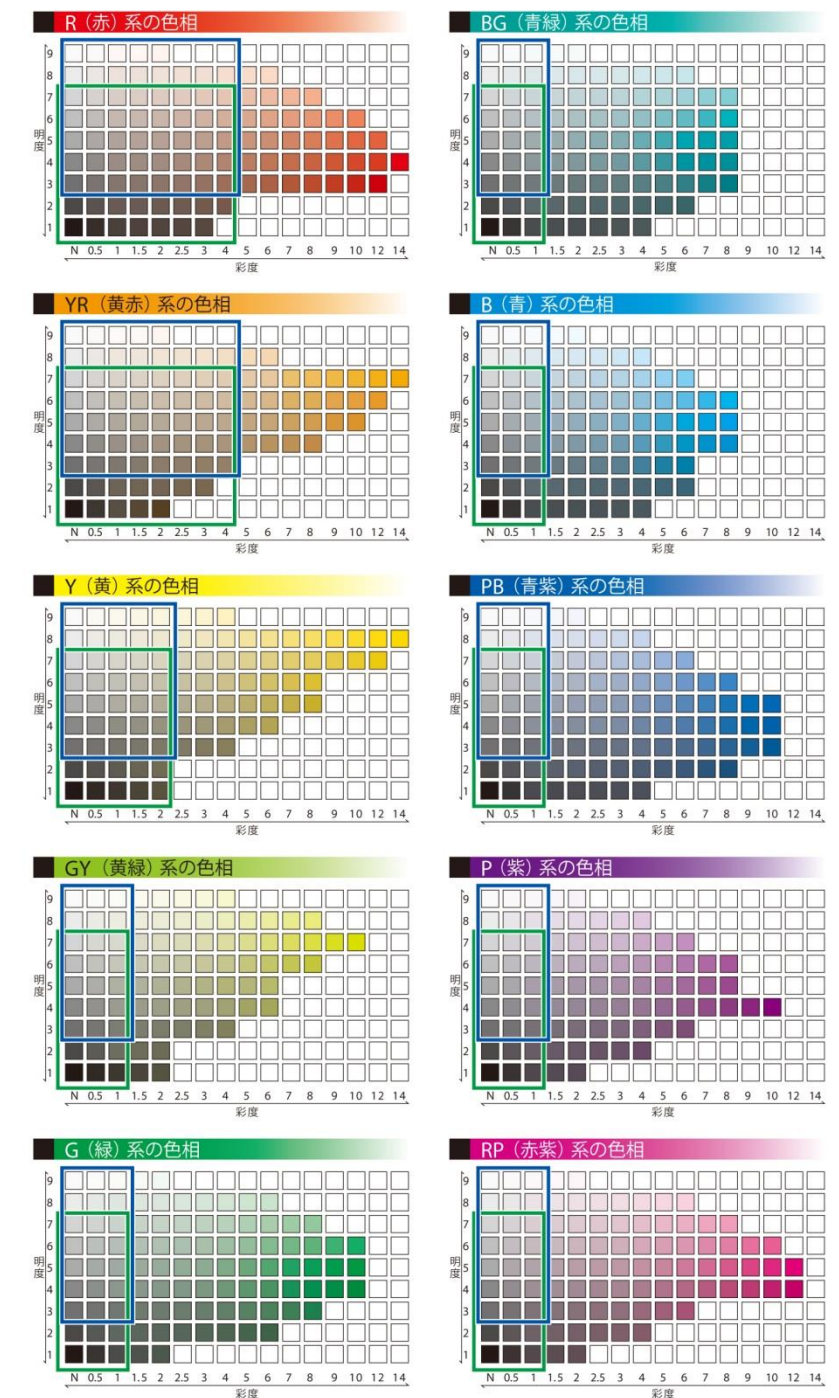 R（赤）系の色相
9
8
7
6
5
4
3
2
1
明度
N 0.5 1 1.5 2 2.5 3 4 5 6 7 8 9 10 12 14
彩度
YR（黄赤）系の色相
9
8
7
6
5
4
3
2
1
明度
N 0.5 1 1.5 2 2.5 3 4 5 6 7 8 9 10 12 14
彩度
Y（黄）系の色相
9
8
7
6
5
4
3
2
1
明度
N 0.5 1 1.5 2 2.5 3 4 5 6 7 8 9 10 12 14
彩度
GY（黄緑）系の色相
9
8
7
6
5
4
3
2
1
明度
N 0.5 1 1.5 2 2.5 3 4 5 6 7 8 9 10 12 14
彩度
G（緑）系の色相
9
8
7
6
5
4
3
2
1
明度
N 0.5 1 1.5 2 2.5 3 4 5 6 7 8 9 10 12 14
彩度
BG（青緑）系の色相
9
8
7
6
5
4
3
2
1
明度
N 0.5 1 1.5 2 2.5 3 4 5 6 7 8 9 10 12 14
彩度
B（青）系の色相
9
8
7
6
5
4
3
2
1
明度
N 0.5 1 1.5 2 2.5 3 4 5 6 7 8 9 10 12 14
彩度
PB（青紫）系の色相
9
8
7
6
5
4
3
2
1
明度
N 0.5 1 1.5 2 2.5 3 4 5 6 7 8 9 10 12 14
彩度
P（紫）系の色相
9
8
7
6
5
4
3
2
1
明度
N 0.5 1 1.5 2 2.5 3 4 5 6 7 8 9 10 12 14
彩度
RP（赤紫）系の色相
9
8
7
6
5
4
3
2
1
明度
N 0.5 1 1.5 2 2.5 3 4 5 6 7 8 9 10 12 14
彩度